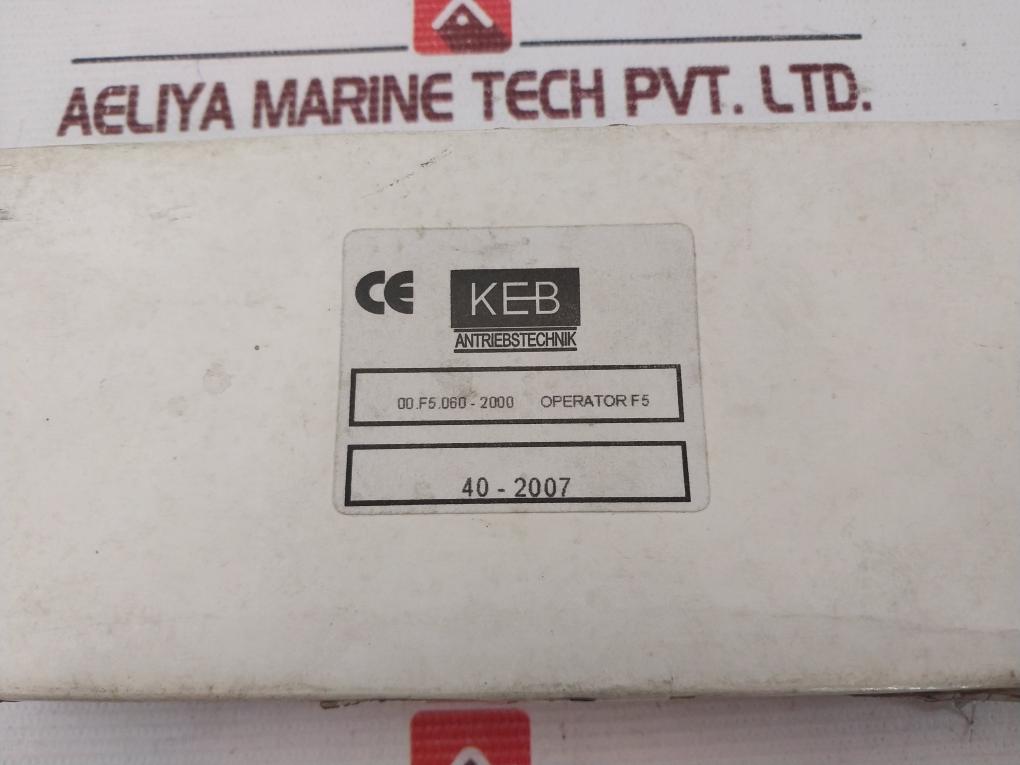 AELIYA MARINE TECH PVT. LTD.
CE KEB
ANTRIEBSTECHNIK
00.F5.060 - 2000 OPERATOR F5
40 - 2007